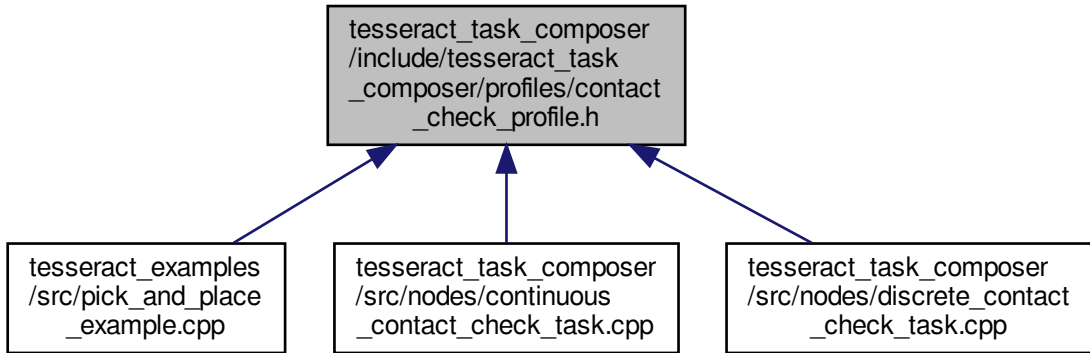 tesseract_task_composer
/include/tesseract_task
_composer/profiles/contact
_check_profile.h
tesseract_examples
/src/pick_and_place
_example.cpp
tesseract_task_composer
/src/nodes/continuous
_contact_check_task.cpp
tesseract_task_composer
/src/nodes/discrete_contact
_check_task.cpp